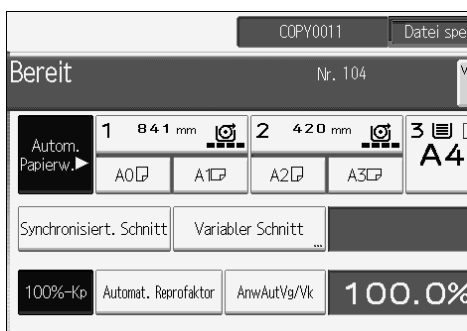 COPY0011 Datei spe
Bereit Nr. 104
Autom. Papierw.▶
1 841 mm 2 420 mm 3
A0 A1 A2 A3 A4
Synchronisiert. Schnitt Variabler Schnitt ...
100%-Kp Automat. Reprofaktor AnwAutVg/Vk 100.0%